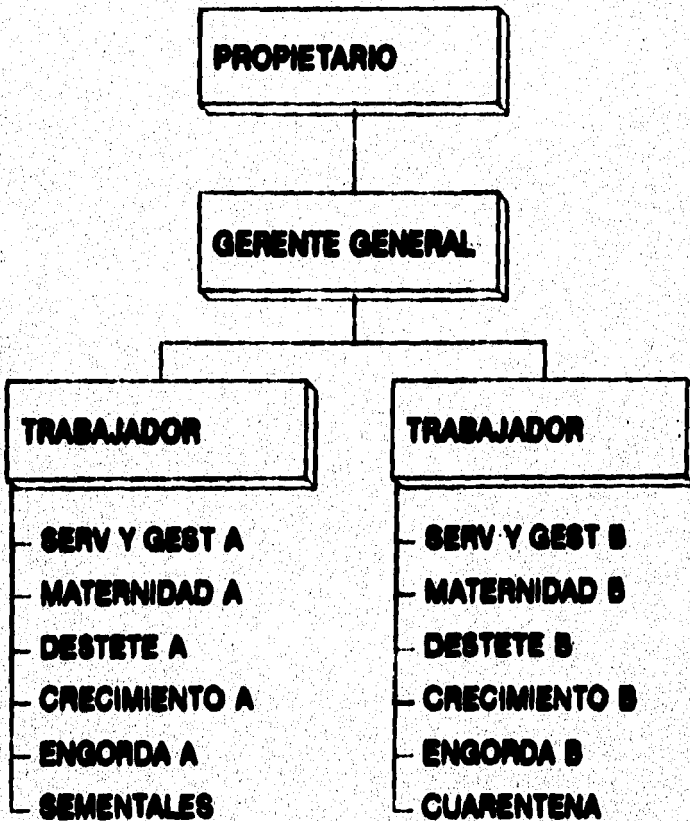 PROPIETARIO
GERENTE GENERAL
TRABAJADOR
SERV Y GEST A
MATERNIDAD A
DESTETE A
CRECIMIENTO A
ENGORDA A
SEMENTALES
TRABAJADOR
SERV Y GEST B
MATERNIDAD B
DESTETE B
CRECIMIENTO B
ENGORDA B
CUARENTENA